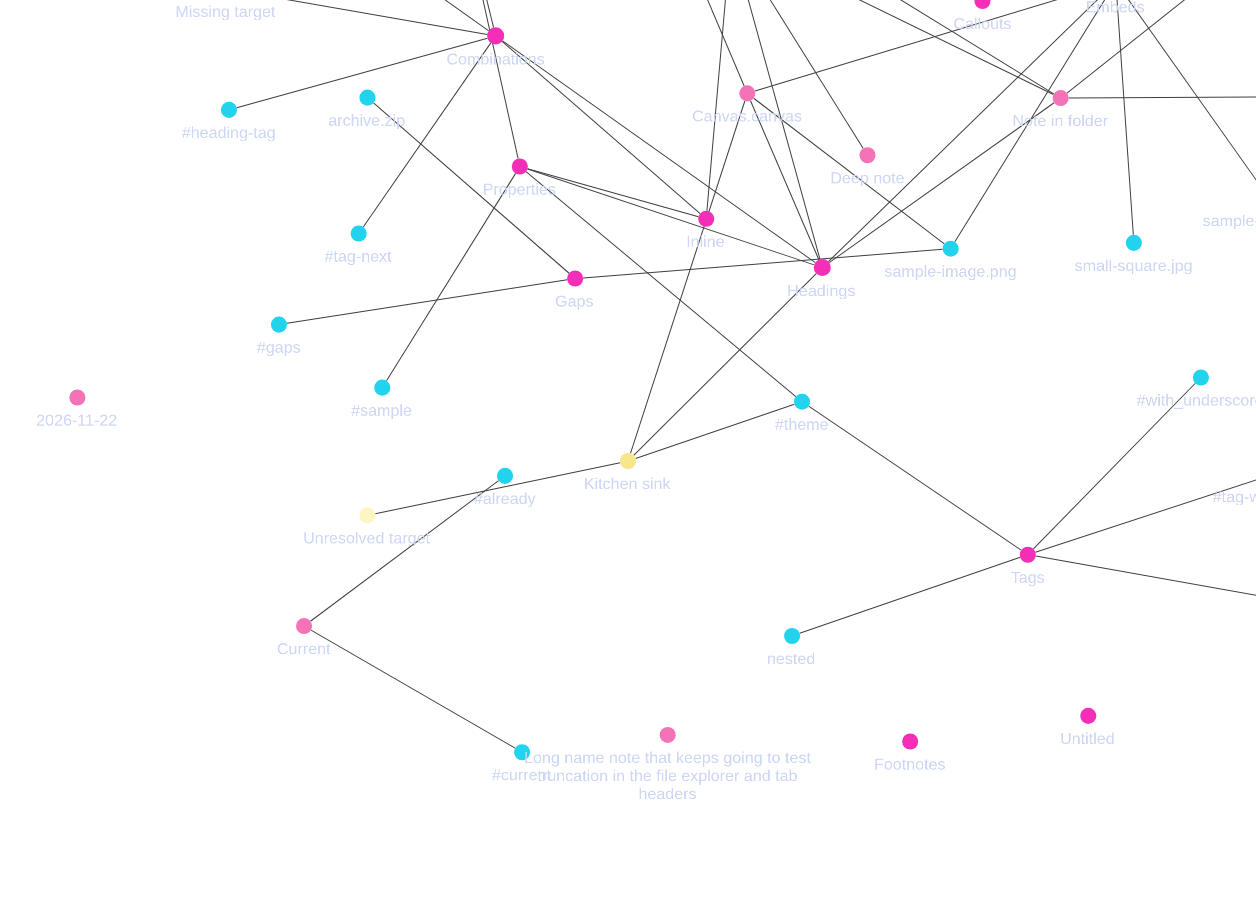 Missing target
Embeds
Callouts
Combinations
#heading-tag
archive.zip
Canvas.canvas
Note in folder
Properties
Deep note
sample-
#tag-next
Inline
sample-image.png
small-square.jpg
Gaps
Headings
#gaps
#sample
#theme
#with_underscor
2026-11-22
Kitchen sink
#already
#tag-w
Unresolved target
Tags
Current
nested
Untitled
Footnotes
#current
Long name note that keeps going to test
truncation in the file explorer and tab
headers